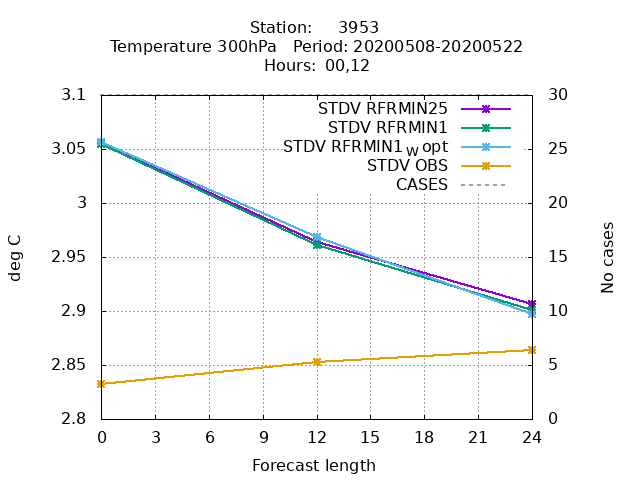 Station:     3953
Temperature 300hPa   Period: 20200508-20200522
Hours: 00,12
3.1 30
STDV RFRMIN25
STDV RFRMIN1
3.05 STDV RFRMIN1wopt 25
STDV OBS
CASES
3 20
2.95 15
deg C
No cases
2.9 10
2.85 5
2.8 0
0 3 6 9 12 15 18 21 24
Forecast length